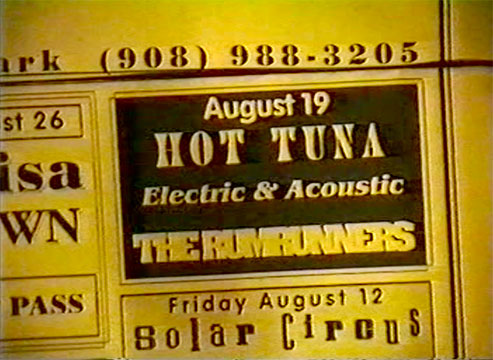 ark (908) 988-3205
st 26
isa
WN
PASS
August 19
HOT TUNA
Electric & Acoustic
THE RUMRUNNERS
Friday August 12
Solar Circus